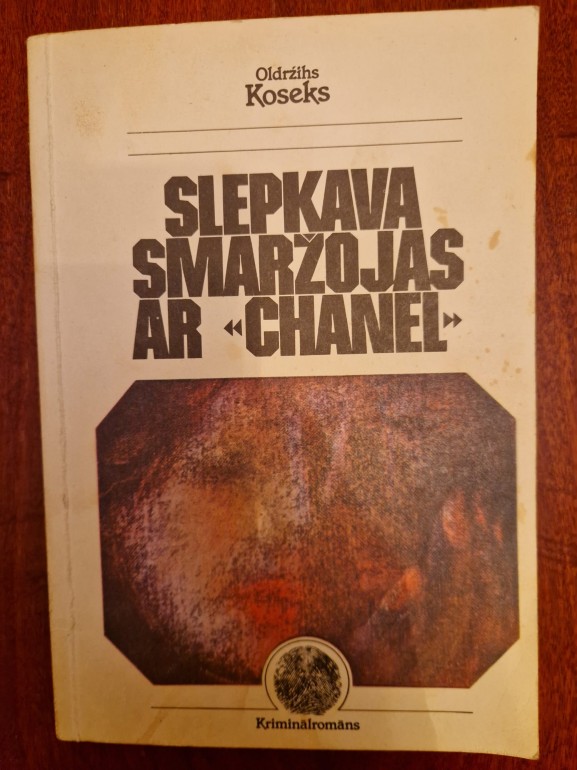 Oldržihs
Koseks
SLEPKAVA
SMARŽOJAS
AR «CHANEL»
Kriminālromāns